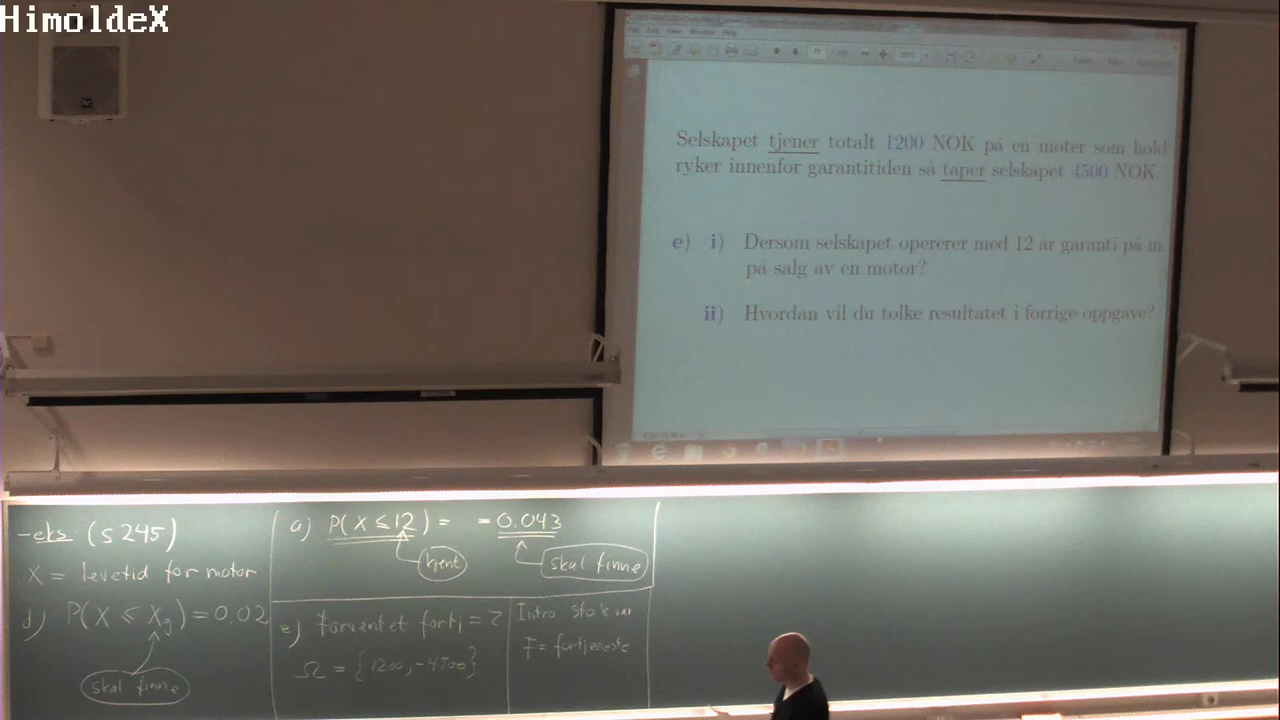 HimoldeX
Selskapet tjener totalt 1200 NOK på en motor som hold
ryker innenfor garantitiden så taper selskapet 4500 NOK.
e) i) Dersom selskapet opererer med 12 år garanti på m
på salg av en motor?
ii) Hvordan vil du tolke resultatet i forrige oppgave?
-eks: (s 245)
X = levetid for motor
d) P(X ≤ x_g) = 0.02
skal finne
a) P(X ≤ 12) = = 0.043
kjent
skal finne
e) Forventet fortj = ?
Ω = {1200, -4500}
Intro. stok. var
F = fortjeneste